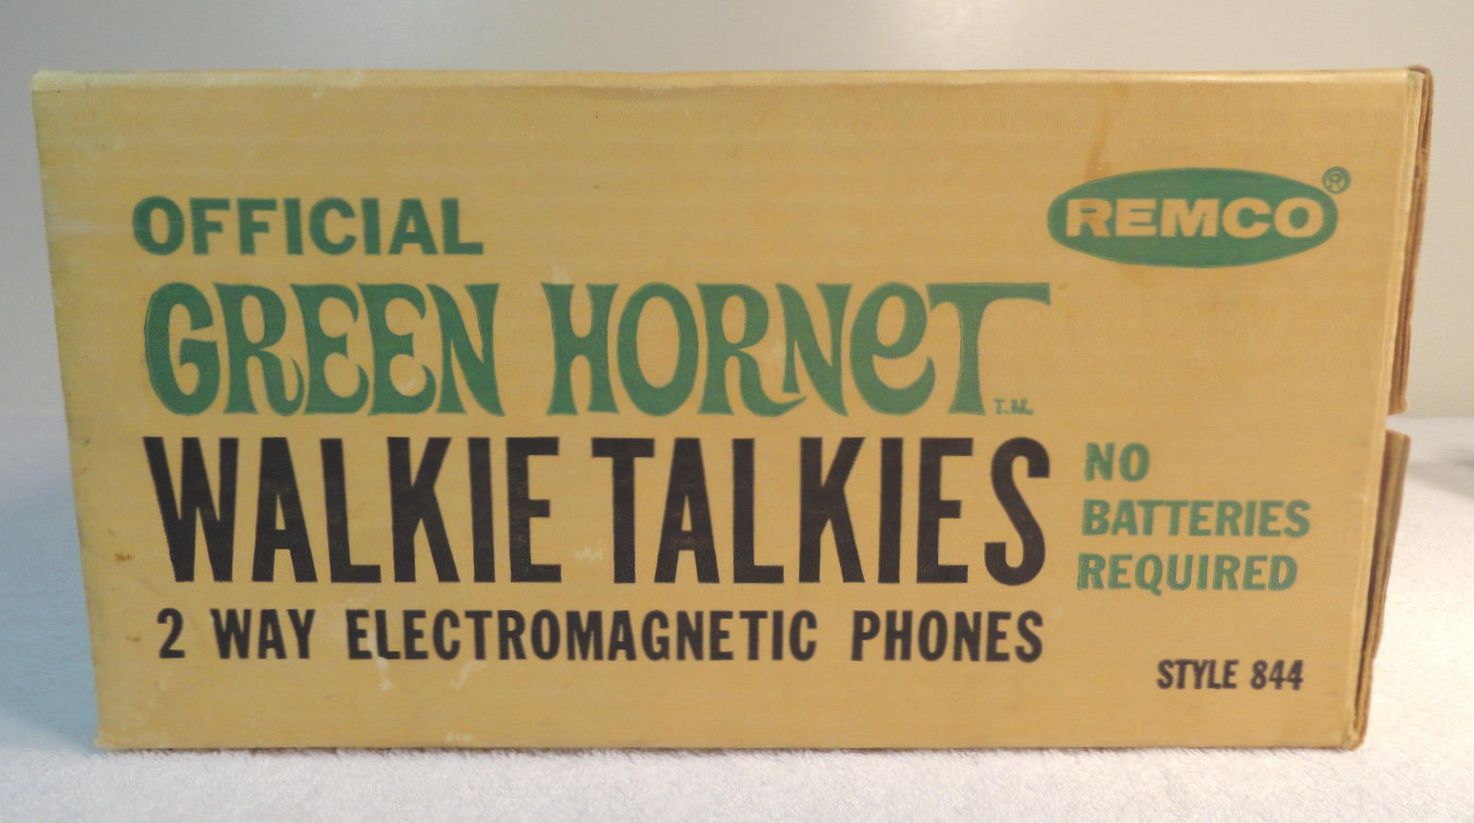 OFFICIAL
REMCO®
GREEN HORNET T.M.
WALKIE TALKIES
2 WAY ELECTROMAGNETIC PHONES
NO
BATTERIES
REQUIRED
STYLE 844